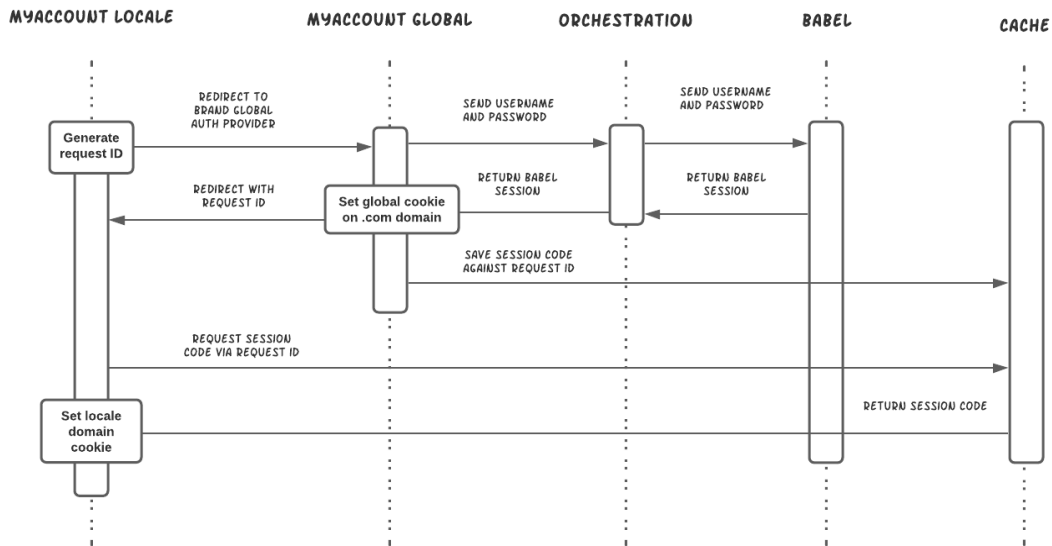 MYACCOUNT LOCALE
MYACCOUNT GLOBAL
ORCHESTRATION
BABEL
CACHE
REDIRECT TO
BRAND GLOBAL
AUTH PROVIDER
SEND USERNAME
AND PASSWORD
SEND USERNAME
AND PASSWORD
Generate
request ID
REDIRECT WITH
REQUEST ID
Set global cookie
on .com domain
RETURN BABEL
SESSION
RETURN BABEL
SESSION
SAVE SESSION CODE
AGAINST REQUEST ID
REQUEST SESSION
CODE VIA REQUEST ID
RETURN SESSION CODE
Set locale
domain
cookie